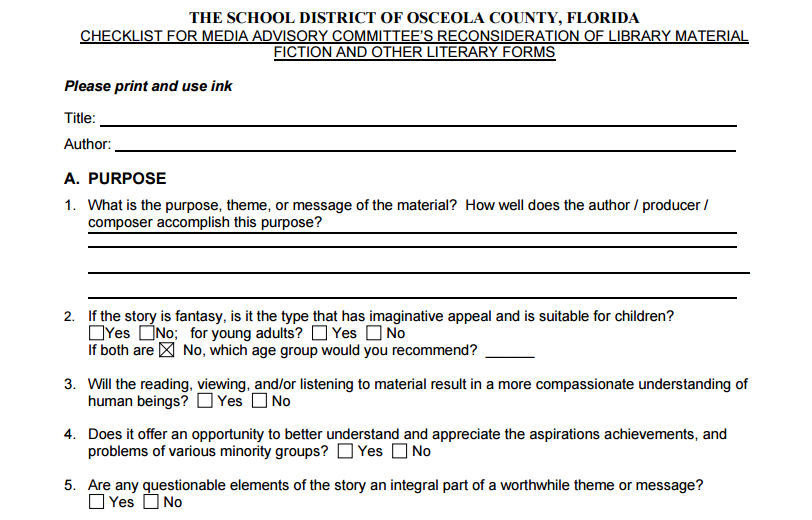 THE SCHOOL DISTRICT OF OSCEOLA COUNTY, FLORIDA
CHECKLIST FOR MEDIA ADVISORY COMMITTEE'S RECONSIDERATION OF LIBRARY MATERIAL
FICTION AND OTHER LITERARY FORMS
Please print and use ink
Title:
Author:
A. PURPOSE
1. What is the purpose, theme, or message of the material? How well does the author / producer /
composer accomplish this purpose?
2. If the story is fantasy, is it the type that has imaginative appeal and is suitable for children?
☐Yes ☐No; for young adults? ☐ Yes ☐ No
If both are ☒ No, which age group would you recommend? ______
3. Will the reading, viewing, and/or listening to material result in a more compassionate understanding of
human beings? ☐ Yes ☐ No
4. Does it offer an opportunity to better understand and appreciate the aspirations achievements, and
problems of various minority groups? ☐ Yes ☐ No
5. Are any questionable elements of the story an integral part of a worthwhile theme or message?
☐ Yes ☐ No